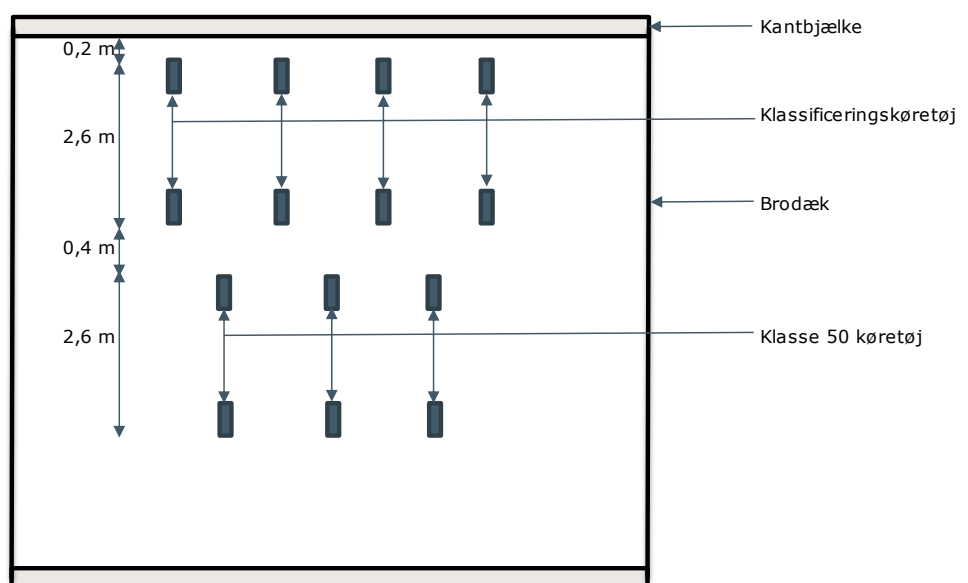 Kantbjælke
0,2 m
Klassificeringskøretøj
2,6 m
Brodæk
0,4 m
2,6 m
Klasse 50 køretøj